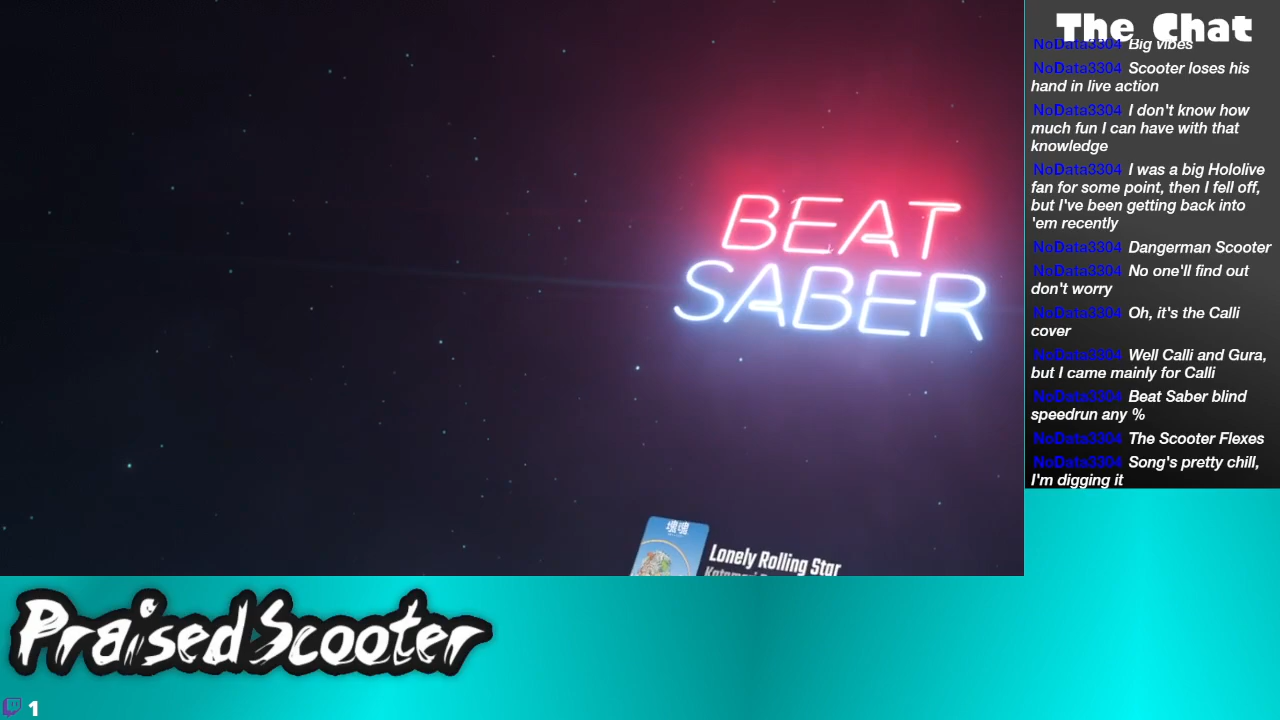 The Chat
NoData3304 Big vibes
NoData3304 Scooter loses his
hand in live action
NoData3304 I don't know how
much fun I can have with that
knowledge
NoData3304 I was a big Hololive
fan for some point, then I fell off,
but I've been getting back into
'em recently
NoData3304 Dangerman Scooter
NoData3304 No one'll find out
don't worry
NoData3304 Oh, it's the Calli
cover
NoData3304 Well Calli and Gura,
but I came mainly for Calli
NoData3304 Beat Saber blind
speedrun any %
NoData3304 The Scooter Flexes
NoData3304 Song's pretty chill,
I'm digging it
BEAT
SABER
塊魂
Lonely Rolling Star
PraisedScooter
1